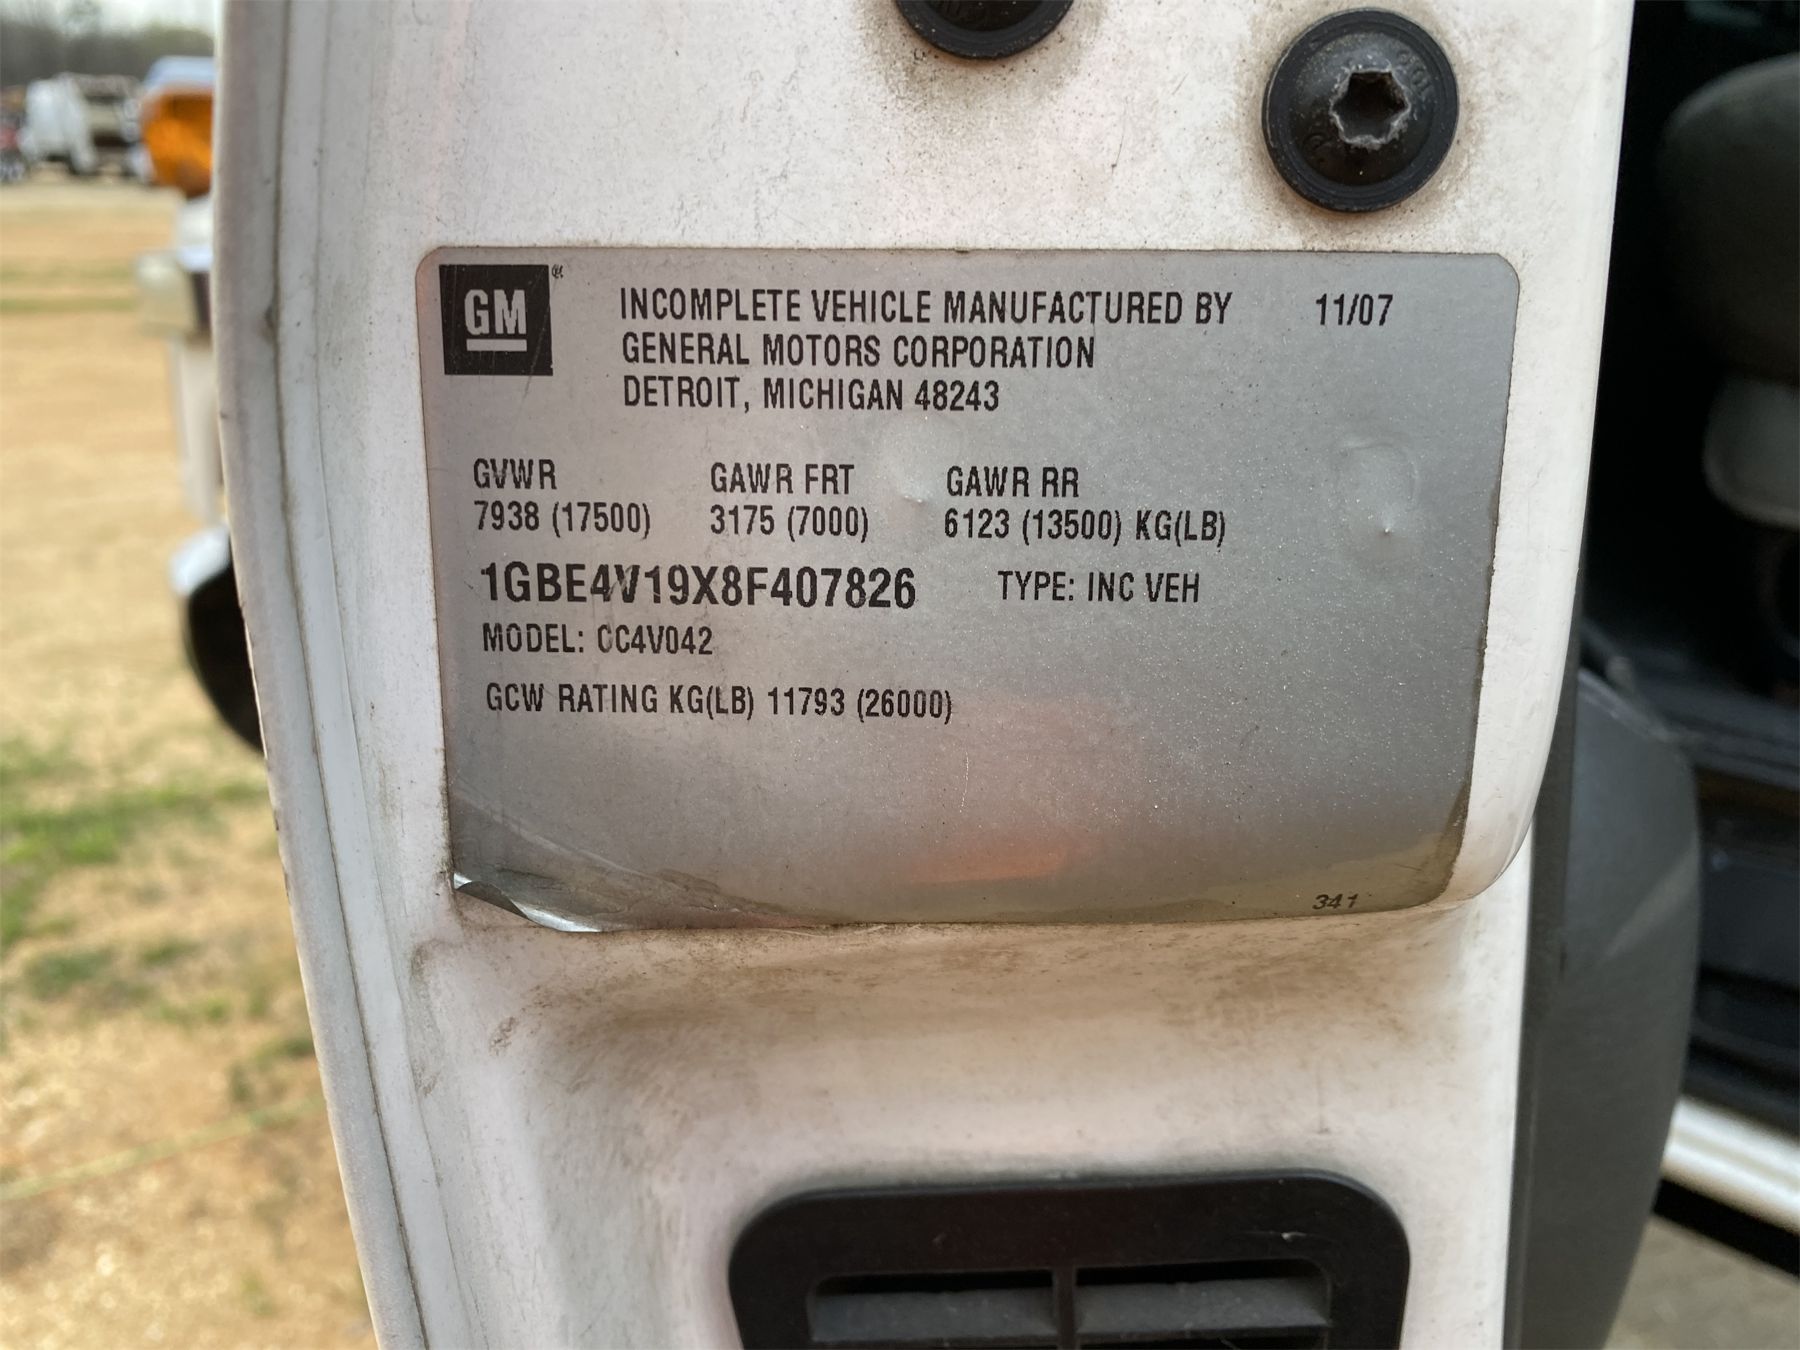 GM
INCOMPLETE VEHICLE MANUFACTURED BY 11/07
GENERAL MOTORS CORPORATION
DETROIT, MICHIGAN 48243
GVWR GAWR FRT GAWR RR
7938 (17500) 3175 (7000) 6123 (13500) KG(LB)
1GBE4V19X8F407826 TYPE: INC VEH
MODEL: CC4V042
GCW RATING KG(LB) 11793 (26000)
341